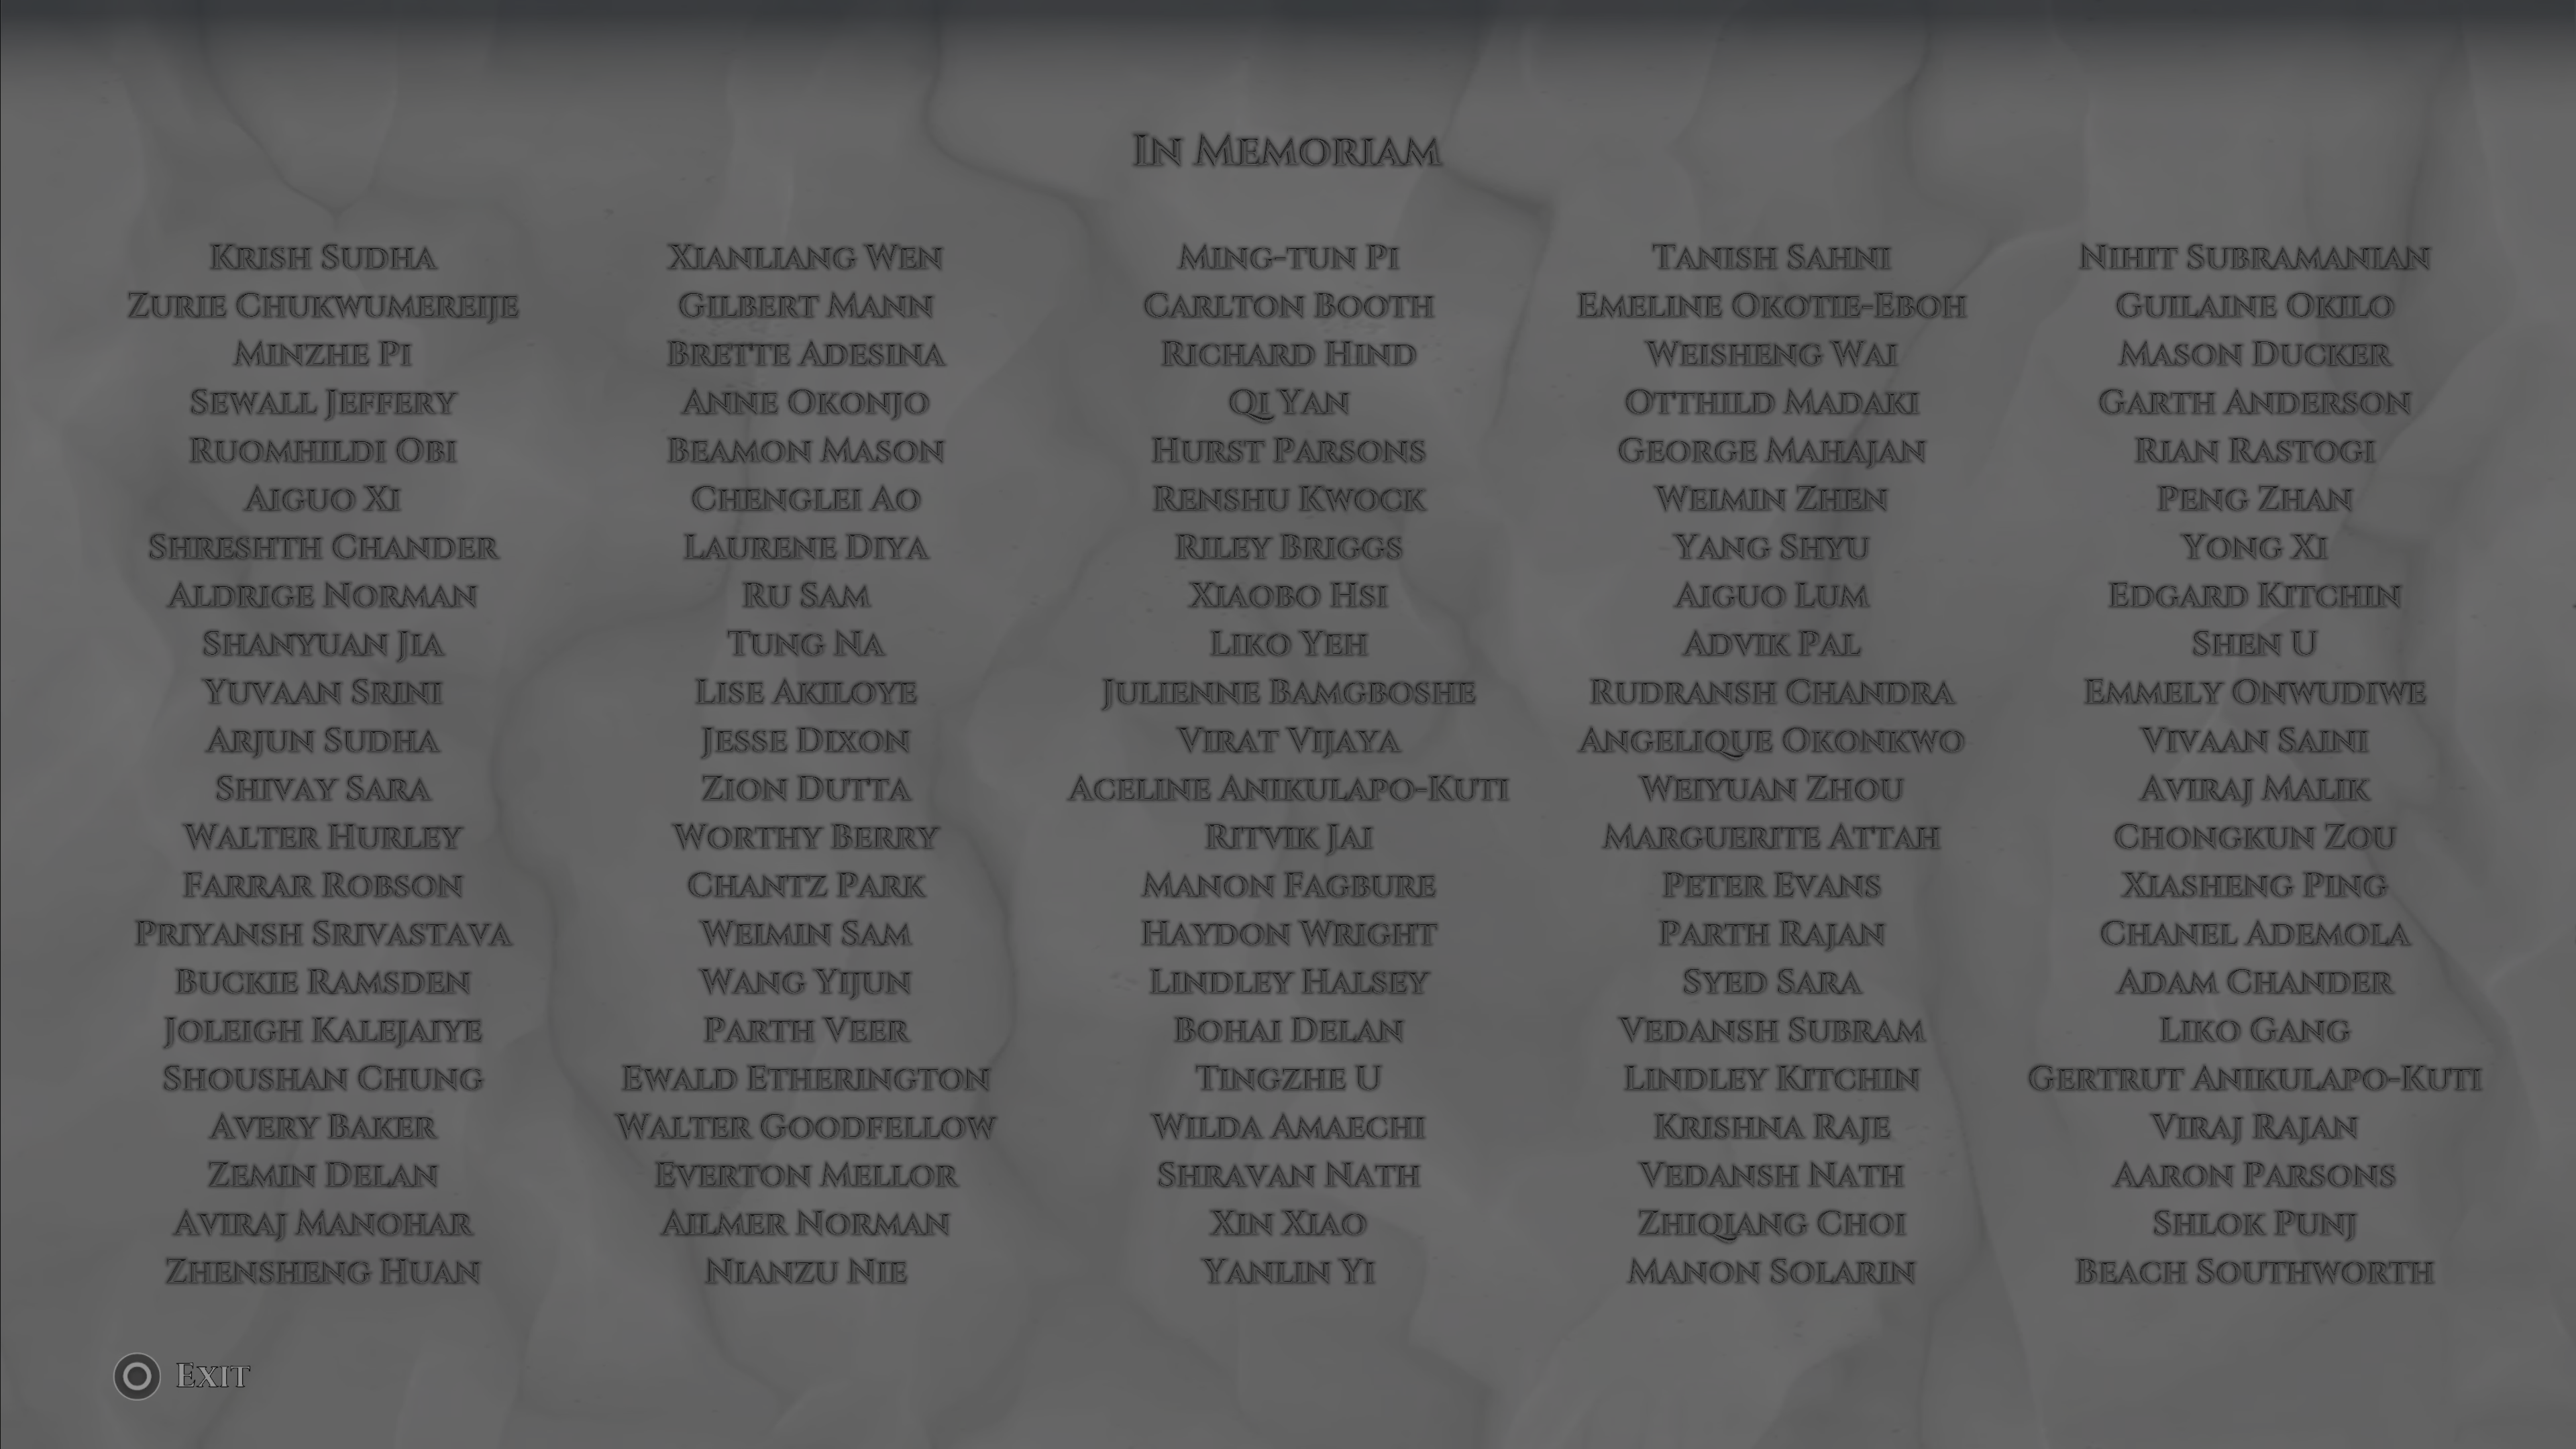 In Memoriam
Krish Sudha
Zurie Chukwumereije
Minzhe Pi
Sewall Jeffery
Ruomhildi Obi
Aiguo Xi
Shreshth Chander
Aldrige Norman
Shanyuan Jia
Yuvaan Srini
Arjun Sudha
Shivay Sara
Walter Hurley
Farrar Robson
Priyansh Srivastava
Buckie Ramsden
Joleigh Kalejaiye
Shoushan Chung
Avery Baker
Zemin Delan
Aviraj Manohar
Zhensheng Huan
Xianliang Wen
Gilbert Mann
Brette Adesina
Anne Okonjo
Beamon Mason
Chenglei Ao
Laurene Diya
Ru Sam
Tung Na
Lise Akiloye
Jesse Dixon
Zion Dutta
Worthy Berry
Chantz Park
Weimin Sam
Wang Yijun
Parth Veer
Ewald Etherington
Walter Goodfellow
Everton Mellor
Ailmer Norman
Nianzu Nie
Ming-tun Pi
Carlton Booth
Richard Hind
Qi Yan
Hurst Parsons
Renshu Kwock
Riley Briggs
Xiaobo Hsi
Liko Yeh
Julienne Bamgboshe
Virat Vijaya
Aceline Anikulapo-Kuti
Ritvik Jai
Manon Fagbure
Haydon Wright
Lindley Halsey
Bohai Delan
Tingzhe U
Wilda Amaechi
Shravan Nath
Xin Xiao
Yanlin Yi
Tanish Sahni
Emeline Okotie-Eboh
Weisheng Wai
Otthild Madaki
George Mahajan
Weimin Zhen
Yang Shyu
Aiguo Lum
Advik Pal
Rudransh Chandra
Angelique Okonkwo
Weiyuan Zhou
Marguerite Attah
Peter Evans
Parth Rajan
Syed Sara
Vedansh Subram
Lindley Kitchin
Krishna Raje
Vedansh Nath
Zhiqiang Choi
Manon Solarin
Nihit Subramanian
Guilaine Okilo
Mason Ducker
Garth Anderson
Rian Rastogi
Peng Zhan
Yong Xi
Edgard Kitchin
Shen U
Emmely Onwudiwe
Vivaan Saini
Aviraj Malik
Chongkun Zou
Xiasheng Ping
Chanel Ademola
Adam Chander
Liko Gang
Gertrut Anikulapo-Kuti
Viraj Rajan
Aaron Parsons
Shlok Punj
Beach Southworth
Exit